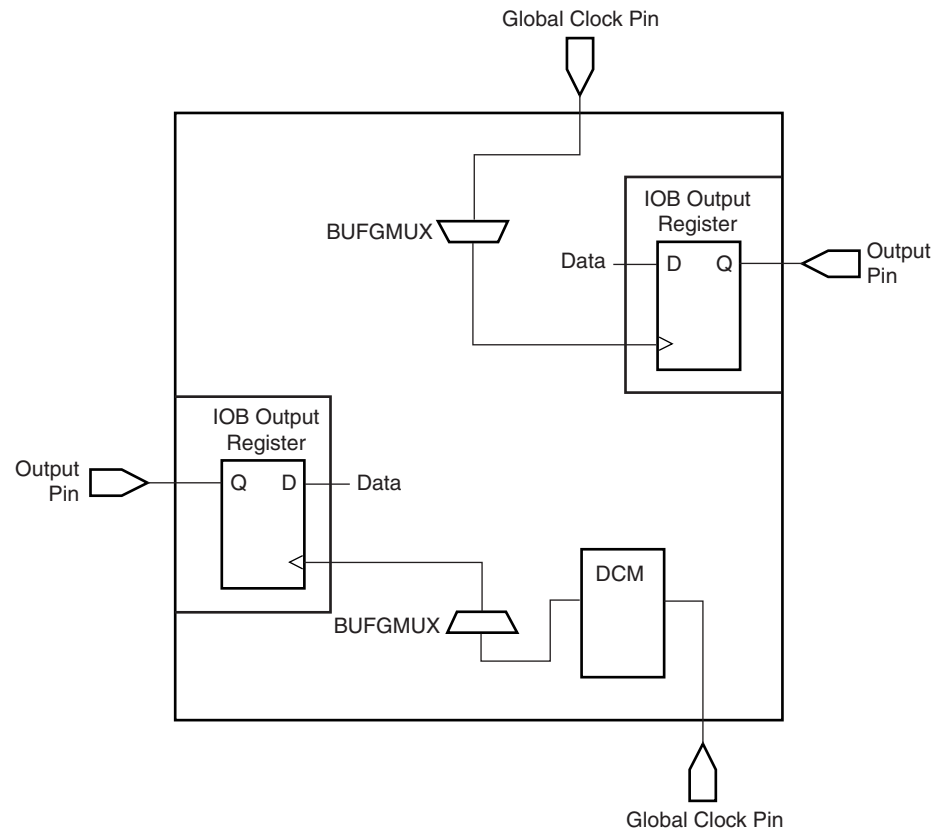 Global Clock Pin
IOB Output
Register
BUFGMUX
Data
D
Q
Output
Pin
IOB Output
Register
Output
Pin
Q
D
Data
DCM
BUFGMUX
Global Clock Pin